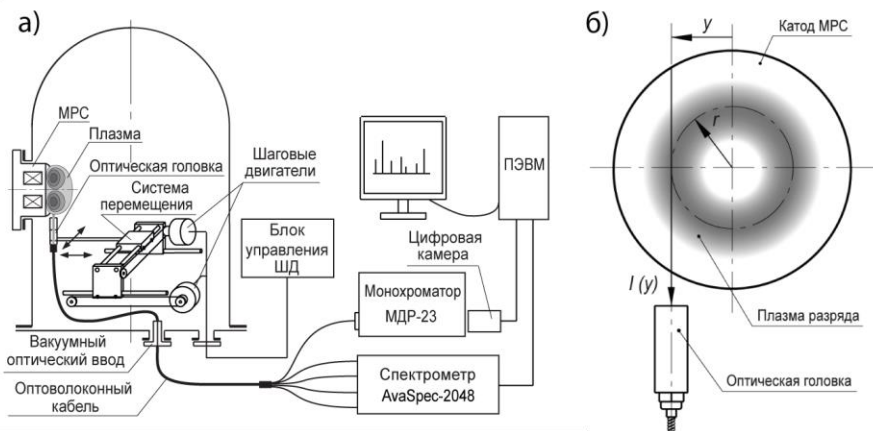 а)
МРС
Плазма
Оптическая головка
Система
перемещения
Шаговые
двигатели
Блок
управления
ШД
ПЭВМ
Цифровая
камера
Монохроматор
МДР-23
Вакуумный
оптический ввод
Оптоволоконный
кабель
Спектрометр
AvaSpec-2048
б)
y
Катод МРС
r
I (y)
Плазма разряда
Оптическая головка